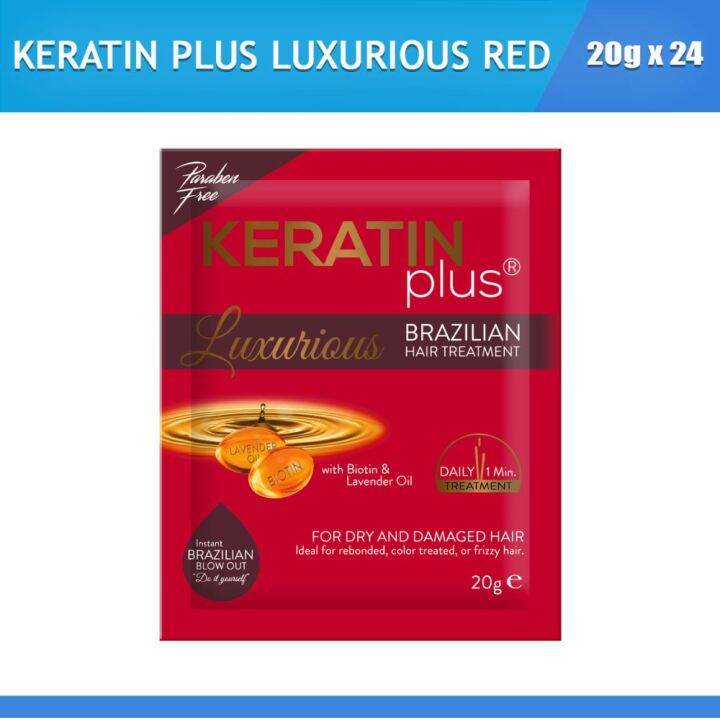 KERATIN PLUS LUXURIOUS RED 20g x 24
Paraben
Free
KERATIN
plus®
Luxurious
BRAZILIAN
HAIR TREATMENT
LAVENDER
OIL
BIOTIN
with Biotin &
Lavender Oil
DAILY 1 Min.
TREATMENT
Instant
BRAZILIAN
BLOW OUT
"Do it yourself"
FOR DRY AND DAMAGED HAIR
Ideal for rebonded, color treated, or frizzy hair.
20g ℮